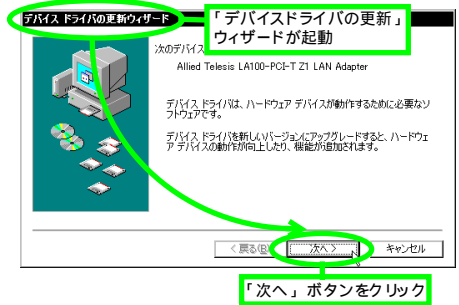 デバイス ドライバの更新ウィザード
「デバイスドライバの更新」
ウィザードが起動
次のデバイス
Allied Telesis LA100-PCI-T Z1 LAN Adapter
デバイス ドライバは、ハードウェア デバイスが動作するために必要なソ
フトウェアです。
デバイス ドライバを新しいバージョンにアップグレードすると、ハードウェ
ア デバイスの動作が向上したり、機能が追加されます。
< 戻る(B) 次へ > キャンセル
「次へ」ボタンをクリック